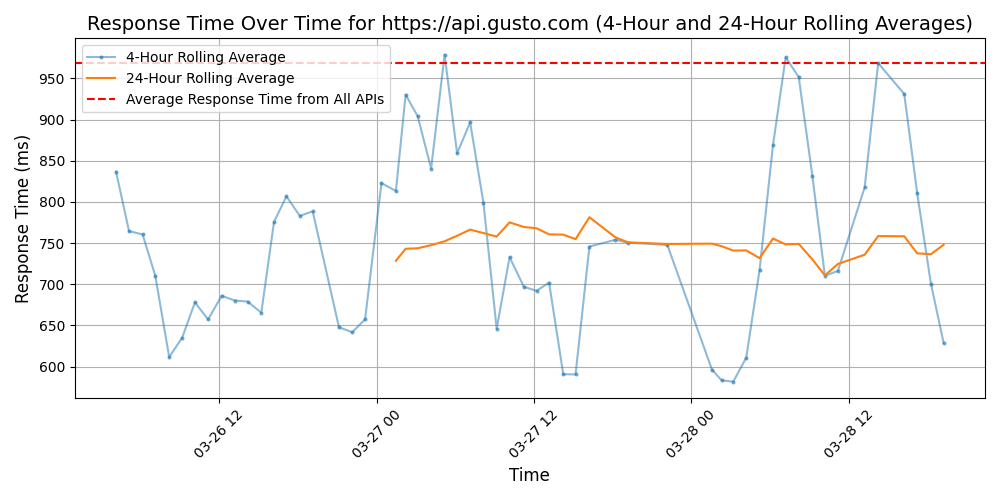 Response Time Over Time for https://api.gusto.com (4-Hour and 24-Hour Rolling Averages)
4-Hour Rolling Average
24-Hour Rolling Average
Average Response Time from All APIs
Response Time (ms)
950
900
850
800
750
700
650
600
03-26 12
03-27 00
03-27 12
03-28 00
03-28 12
Time